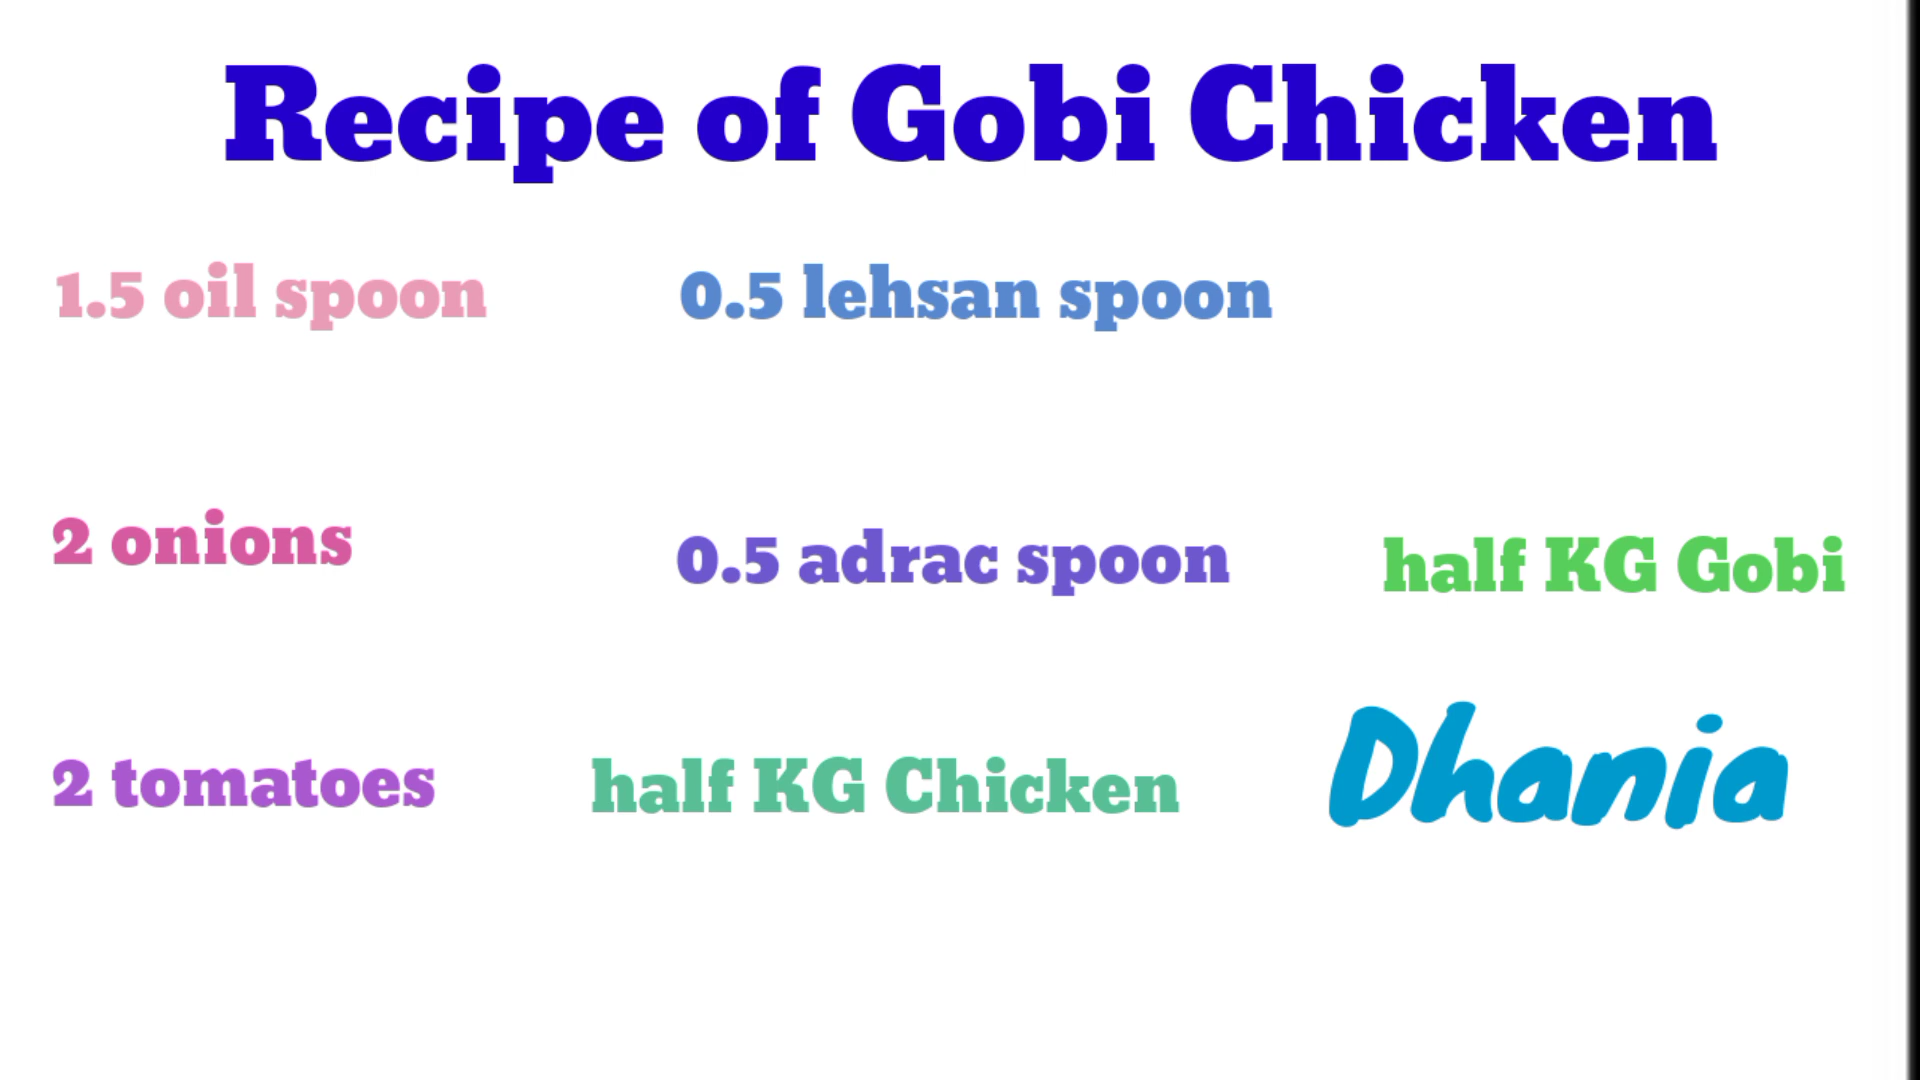 Recipe of Gobi Chicken
1.5 oil spoon
0.5 lehsan spoon
2 onions
0.5 adrac spoon
half KG Gobi
2 tomatoes
half KG Chicken
Dhania